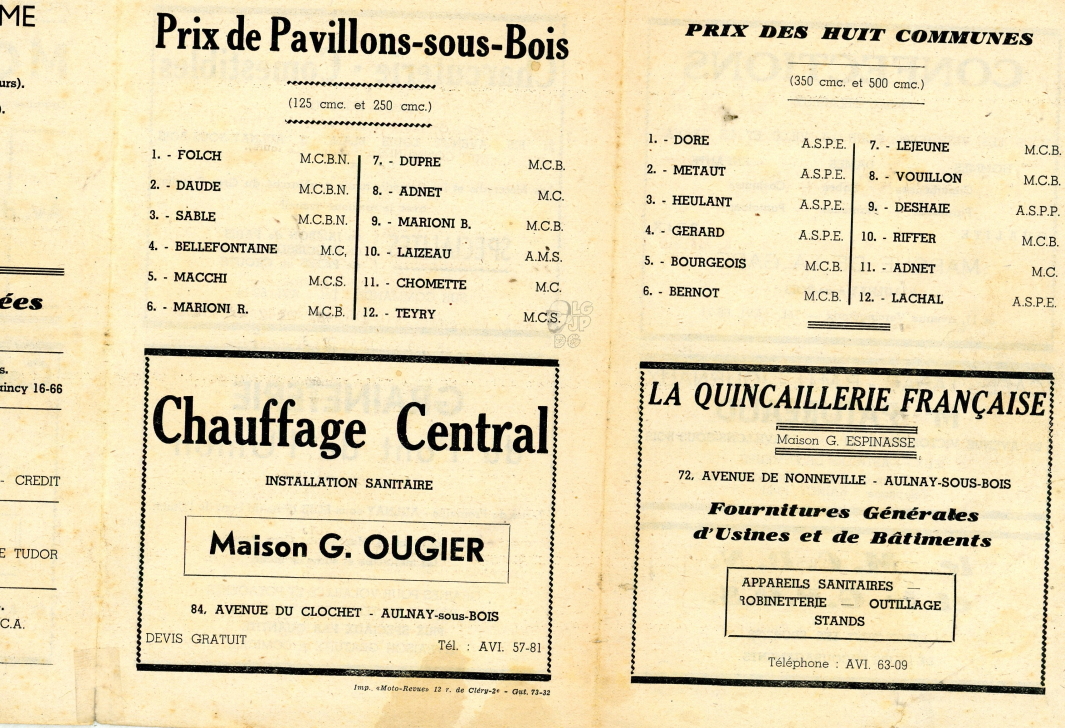 ME
urs).
).
ées
s.
aincy 16-66
- CREDIT
E TUDOR
C.A.
Prix de Pavillons-sous-Bois
(125 cmc. et 250 cmc.)
1. - FOLCH M.C.B.N.
2. - DAUDE M.C.B.N.
3. - SABLE M.C.B.N.
4. - BELLEFONTAINE M.C.
5. - MACCHI M.C.S.
6. - MARIONI R. M.C.B.
7. - DUPRE M.C.B.
8. - ADNET M.C.
9. - MARIONI B. M.C.B.
10. - LAIZEAU A.M.S.
11. - CHOMETTE M.C.
12. - TEYRY M.C.S.
Chauffage Central
INSTALLATION SANITAIRE
Maison G. OUGIER
84, AVENUE DU CLOCHET - AULNAY-sous-BOIS
DEVIS GRATUIT Tél. : AVI. 57-81
Imp. «Moto-Revue» 12 r. de Cléry-2e - Gut. 73-32
PRIX DES HUIT COMMUNES
(350 cmc. et 500 cmc.)
1. - DORE A.S.P.E.
2. - METAUT A.S.P.E.
3. - HEULANT A.S.P.E.
4. - GERARD A.S.P.E.
5. - BOURGEOIS M.C.B.
6. - BERNOT M.C.B.
7. - LEJEUNE M.C.B.
8. - VOUILLON M.C.B.
9. - DESHAIE A.S.P.P.
10. - RIFFER M.C.B.
11. - ADNET M.C.
12. - LACHAL A.S.P.E.
LA QUINCAILLERIE FRANÇAISE
Maison G. ESPINASSE
72, AVENUE DE NONNEVILLE - AULNAY-SOUS-BOIS
Fournitures Générales
d'Usines et de Bâtiments
APPAREILS SANITAIRES —
ROBINETTERIE — OUTILLAGE
STANDS
Téléphone : AVI. 63-09